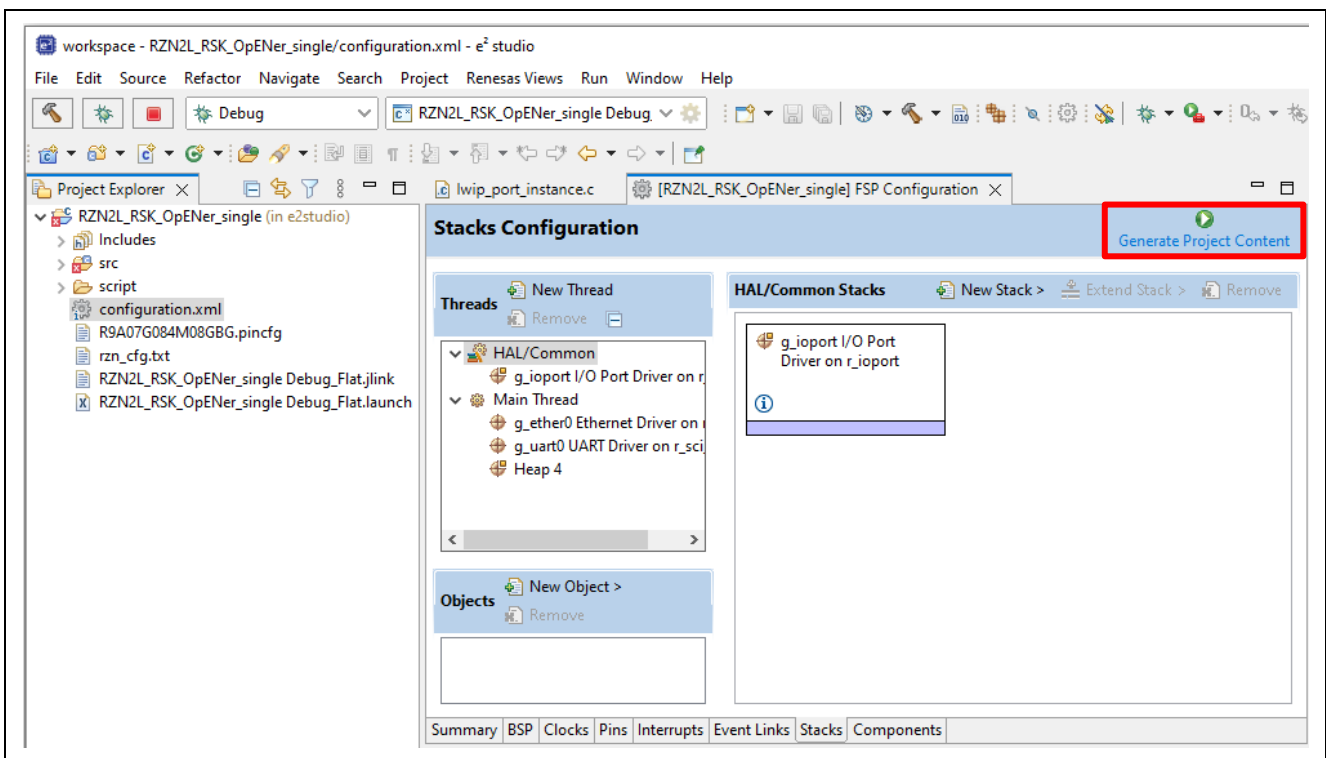 workspace - RZN2L_RSK_OpENer_single/configuration.xml - e² studio
File Edit Source Refactor Navigate Search Project Renesas Views Run Window Help
Debug
RZN2L_RSK_OpENer_single Debug
Project Explorer
lwip_port_instance.c
[RZN2L_RSK_OpENer_single] FSP Configuration
RZN2L_RSK_OpENer_single (in e2studio)
Includes
src
script
configuration.xml
R9A07G084M08GBG.pincfg
rzn_cfg.txt
RZN2L_RSK_OpENer_single Debug_Flat.jlink
RZN2L_RSK_OpENer_single Debug_Flat.launch
Stacks Configuration
Generate Project Content
Threads
New Thread
Remove
HAL/Common
g_ioport I/O Port Driver on r
Main Thread
g_ether0 Ethernet Driver on
g_uart0 UART Driver on r_sci
Heap 4
Objects
New Object >
Remove
HAL/Common Stacks
New Stack >
Extend Stack >
Remove
g_ioport I/O Port
Driver on r_ioport
Summary BSP Clocks Pins Interrupts Event Links Stacks Components